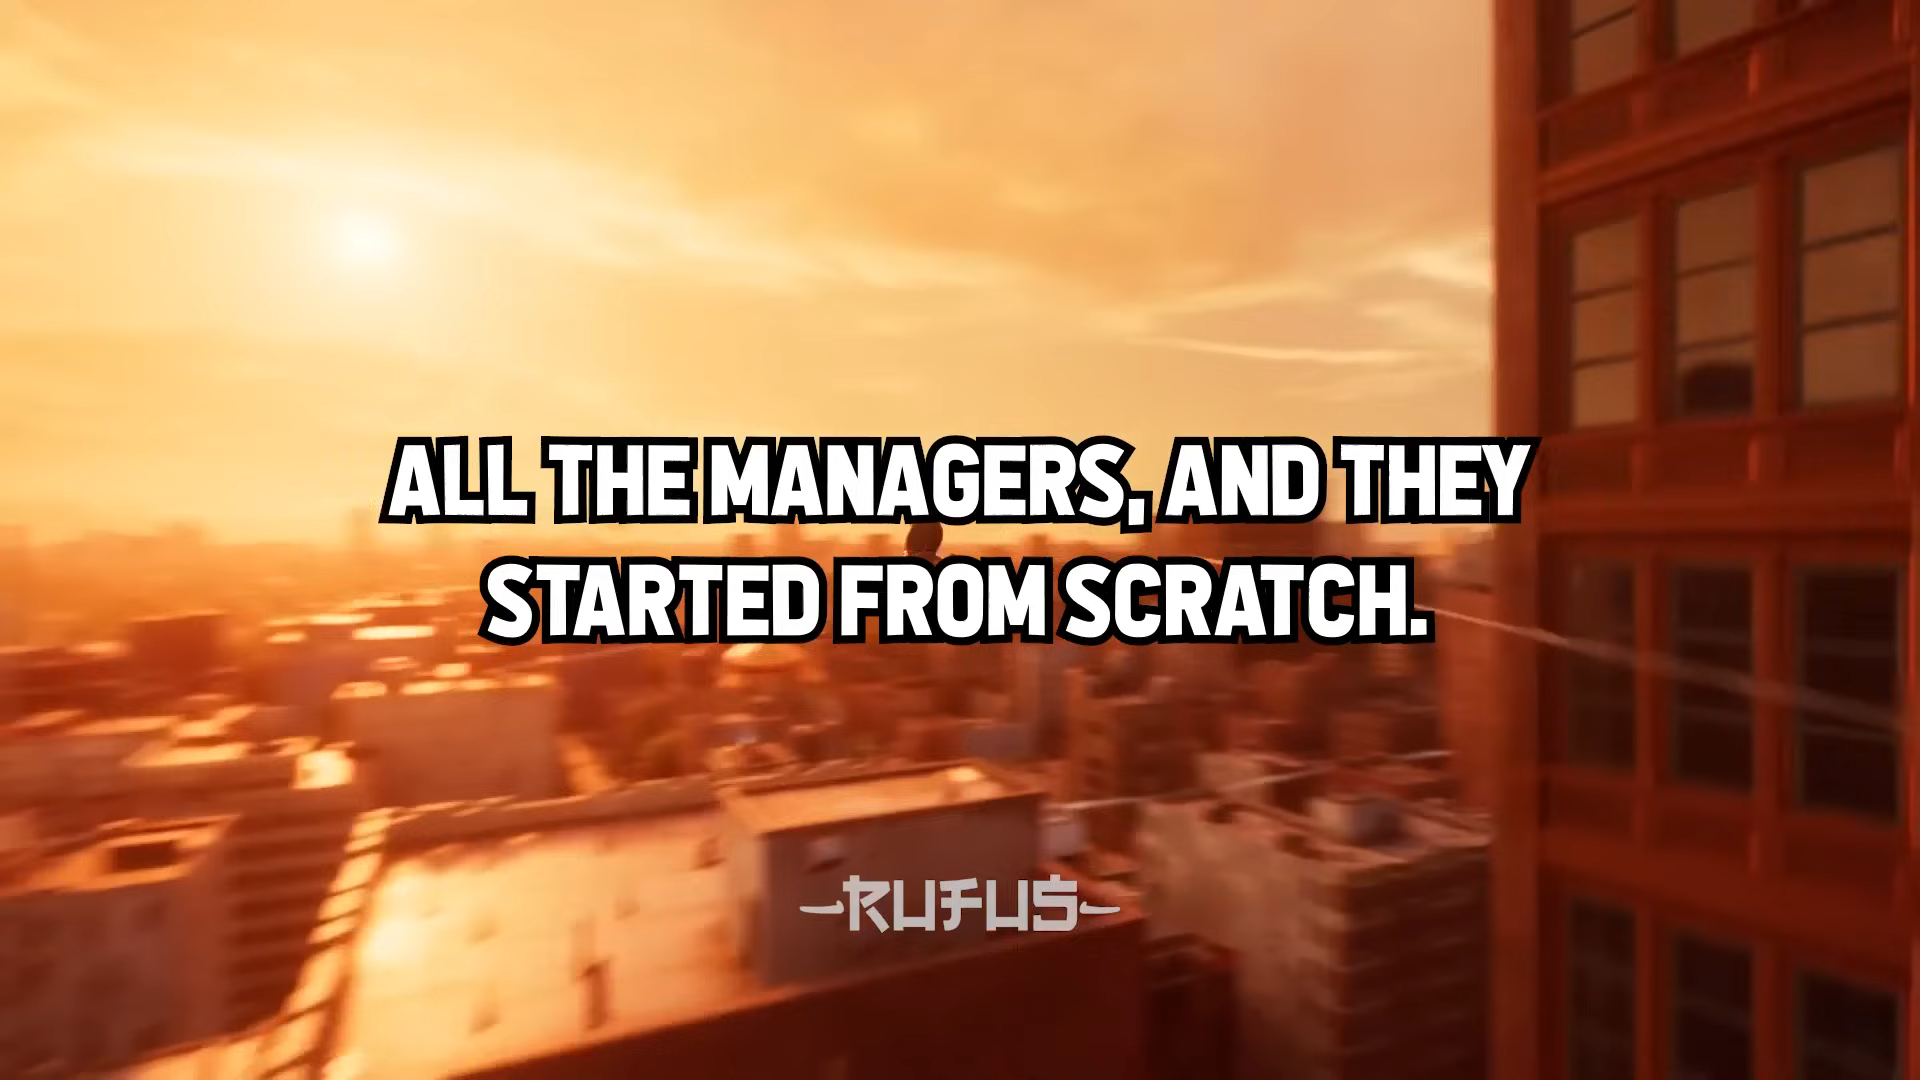 ALL THE MANAGERS, AND THEY
STARTED FROM SCRATCH.
RUFUS